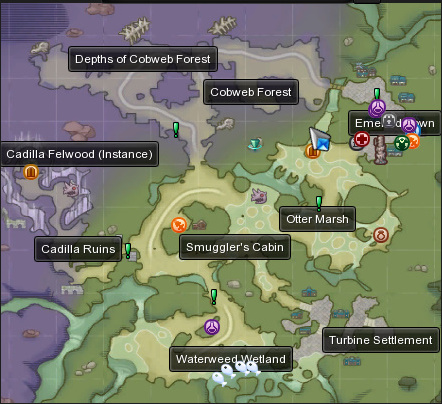 Depths of Cobweb Forest
Cobweb Forest
Cadilla Felwood (Instance)
Otter Marsh
Cadilla Ruins
Smuggler's Cabin
Turbine Settlement
Waterweed Wetland